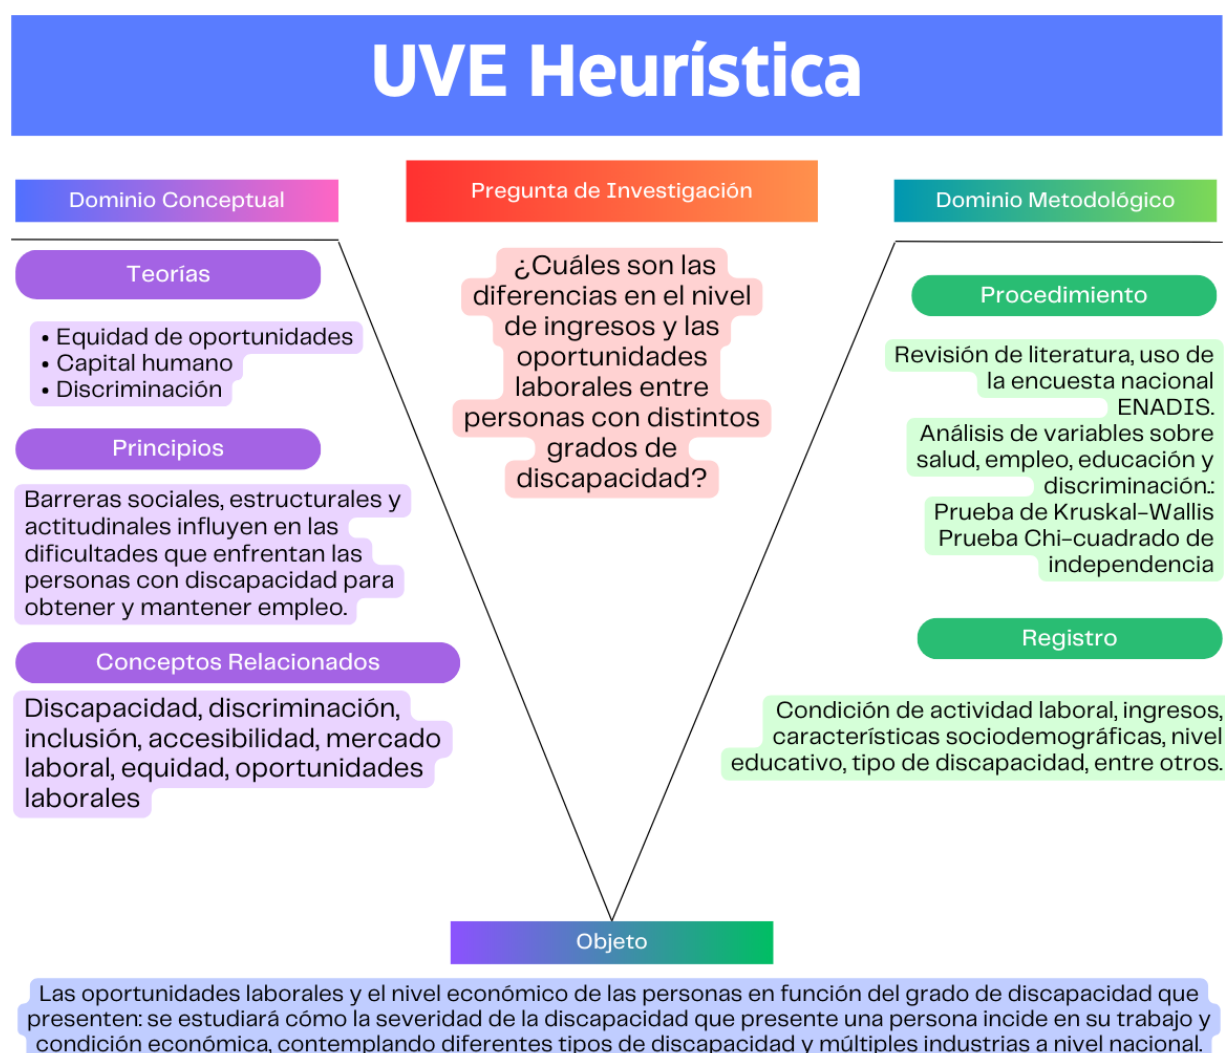 UVE Heurística
Dominio Conceptual
Teorías
• Equidad de oportunidades
• Capital humano
• Discriminación
Principios
Barreras sociales, estructurales y
actitudinales influyen en las
dificultades que enfrentan las
personas con discapacidad para
obtener y mantener empleo.
Conceptos Relacionados
Discapacidad, discriminación,
inclusión, accesibilidad, mercado
laboral, equidad, oportunidades
laborales
Pregunta de Investigación
¿Cuáles son las
diferencias en el nivel
de ingresos y las
oportunidades
laborales entre
personas con distintos
grados de
discapacidad?
Dominio Metodológico
Procedimiento
Revisión de literatura, uso de
la encuesta nacional
ENADIS.
Análisis de variables sobre
salud, empleo, educación y
discriminación.:
Prueba de Kruskal-Wallis
Prueba Chi-cuadrado de
independencia
Registro
Condición de actividad laboral, ingresos,
características sociodemográficas, nivel
educativo, tipo de discapacidad, entre otros.
Objeto
Las oportunidades laborales y el nivel económico de las personas en función del grado de discapacidad que
presenten: se estudiará cómo la severidad de la discapacidad que presente una persona incide en su trabajo y
condición económica, contemplando diferentes tipos de discapacidad y múltiples industrias a nivel nacional.